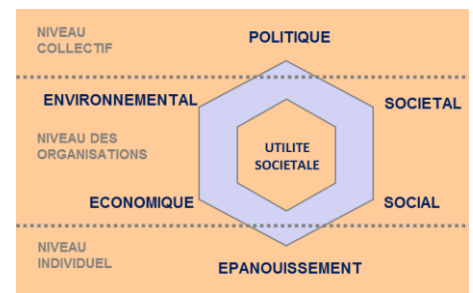 NIVEAU
COLLECTIF
POLITIQUE
ENVIRONNEMENTAL
SOCIETAL
NIVEAU DES
ORGANISATIONS
UTILITE
SOCIETALE
ECONOMIQUE
SOCIAL
NIVEAU
INDIVIDUEL
EPANOUISSEMENT